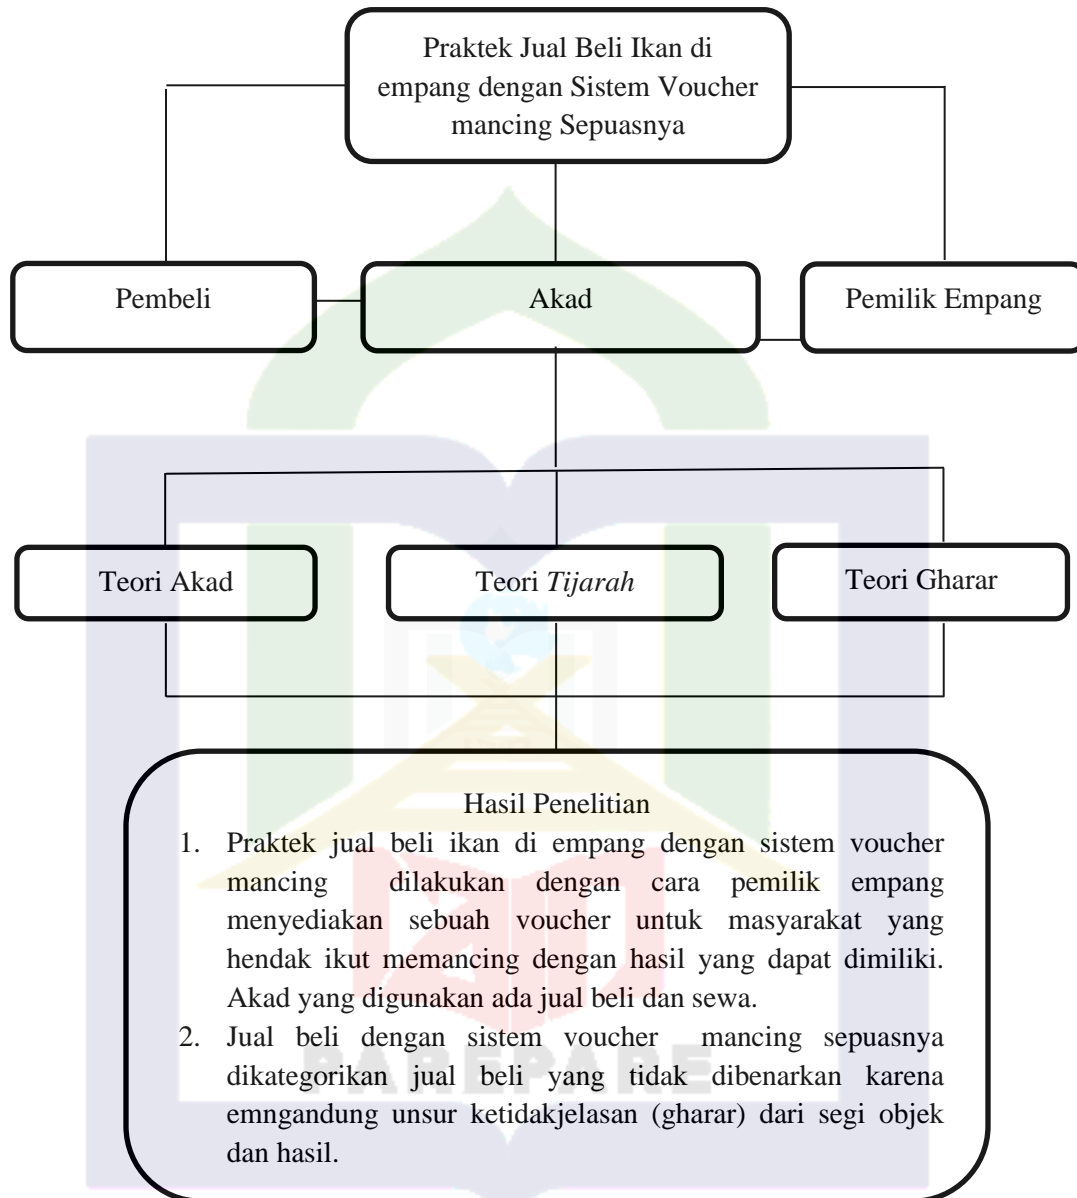 Praktek Jual Beli Ikan di
empang dengan Sistem Voucher
mancing Sepuasnya
Pembeli
Akad
Pemilik Empang
Teori Akad
Teori Tijarah
Teori Gharar
Hasil Penelitian
1. Praktek jual beli ikan di empang dengan sistem voucher
mancing dilakukan dengan cara pemilik empang
menyediakan sebuah voucher untuk masyarakat yang
hendak ikut memancing dengan hasil yang dapat dimiliki.
Akad yang digunakan ada jual beli dan sewa.
2. Jual beli dengan sistem voucher mancing sepuasnya
dikategorikan jual beli yang tidak dibenarkan karena
emngandung unsur ketidakjelasan (gharar) dari segi objek
dan hasil.
PAREPARE